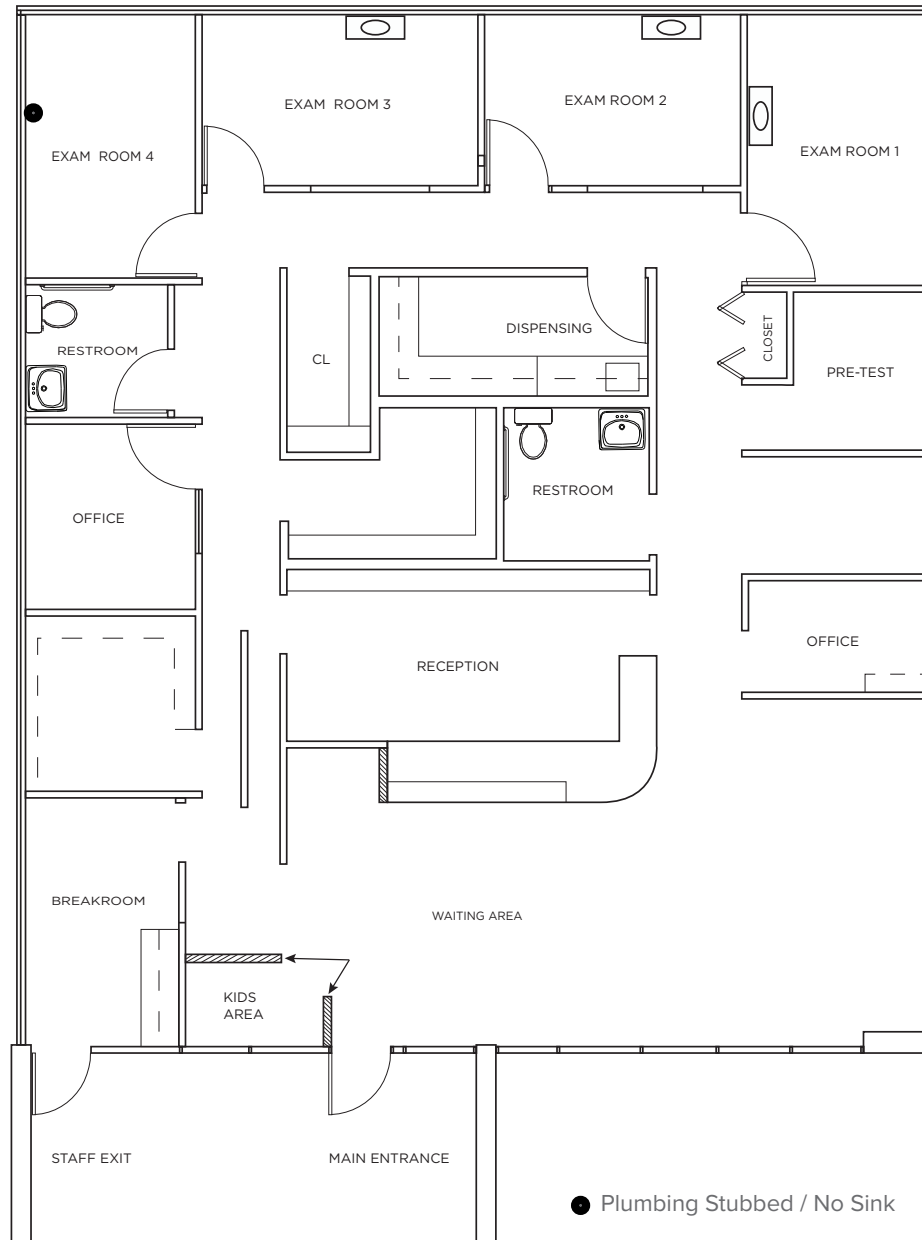 EXAM ROOM 3
EXAM ROOM 2
EXAM ROOM 4
EXAM ROOM 1
DISPENSING
CLOSET
RESTROOM
CL
PRE-TEST
RESTROOM
OFFICE
RECEPTION
OFFICE
BREAKROOM
WAITING AREA
KIDS
AREA
STAFF EXIT
MAIN ENTRANCE
Plumbing Stubbed / No Sink